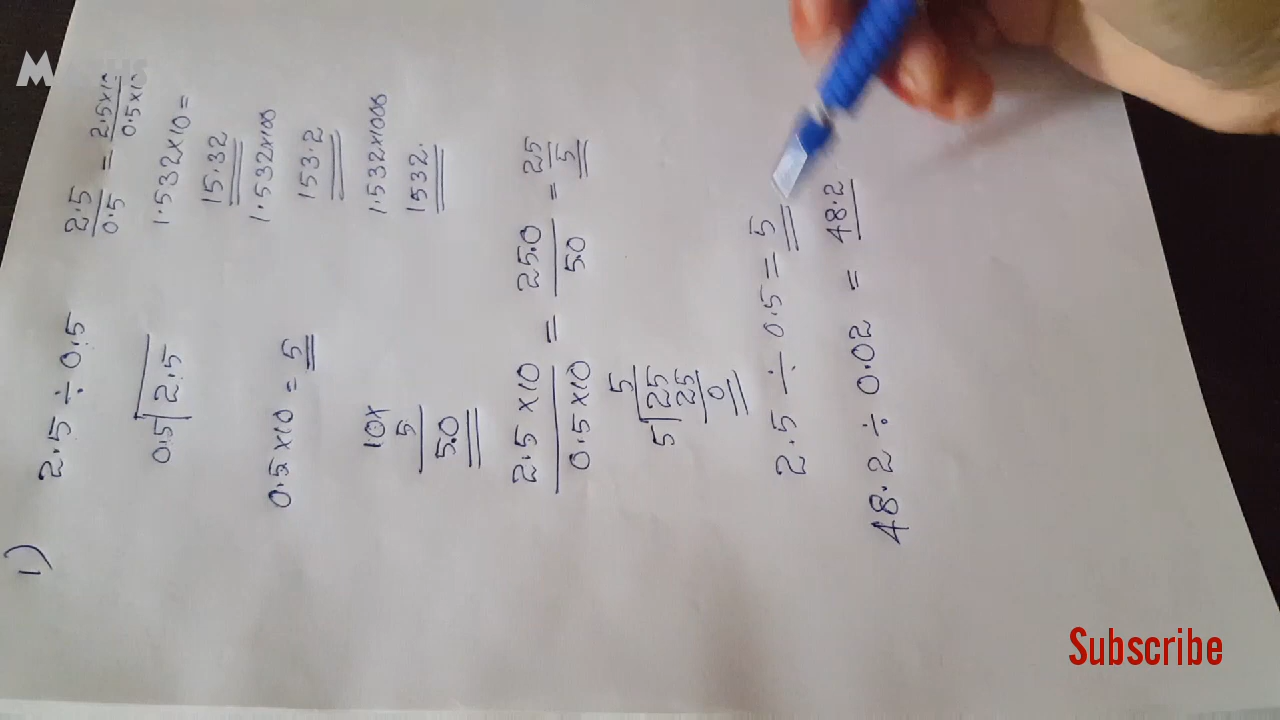 1) 2.5 ÷ 0.5
2.5/0.5 = 2.5×10/0.5×10
0.5)2.5
1.532×10 =
15.32
0.5×10 = 5
1.532×100
153.2
10×
5
5.0
1.532×1000
1532.
2.5×10/0.5×10 = 25.0/5.0 = 25/5
5
5)25
25
0
2.5 ÷ 0.5 = 5
48.2 ÷ 0.02 = 48.2
Subscribe